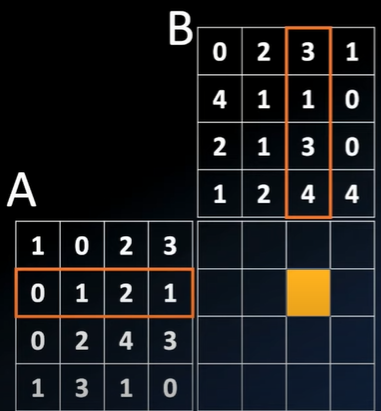 B
0 2 3 1
4 1 1 0
2 1 3 0
1 2 4 4
A
1 0 2 3
0 1 2 1
0 2 4 3
1 3 1 0